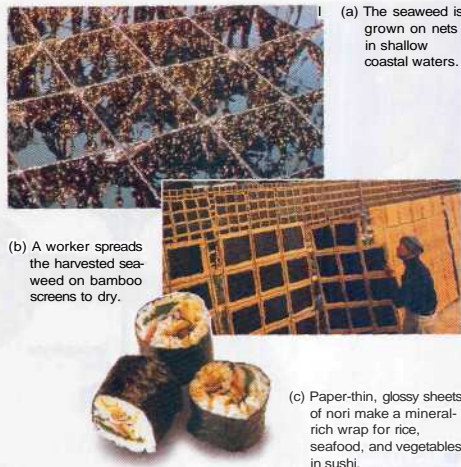 (a) The seaweed is
grown on nets
in shallow
coastal waters.
(b) A worker spreads
the harvested sea-
weed on bamboo
screens to dry.
(c) Paper-thin, glossy sheets
of nori make a mineral-
rich wrap for rice,
seafood, and vegetables
in sushi.